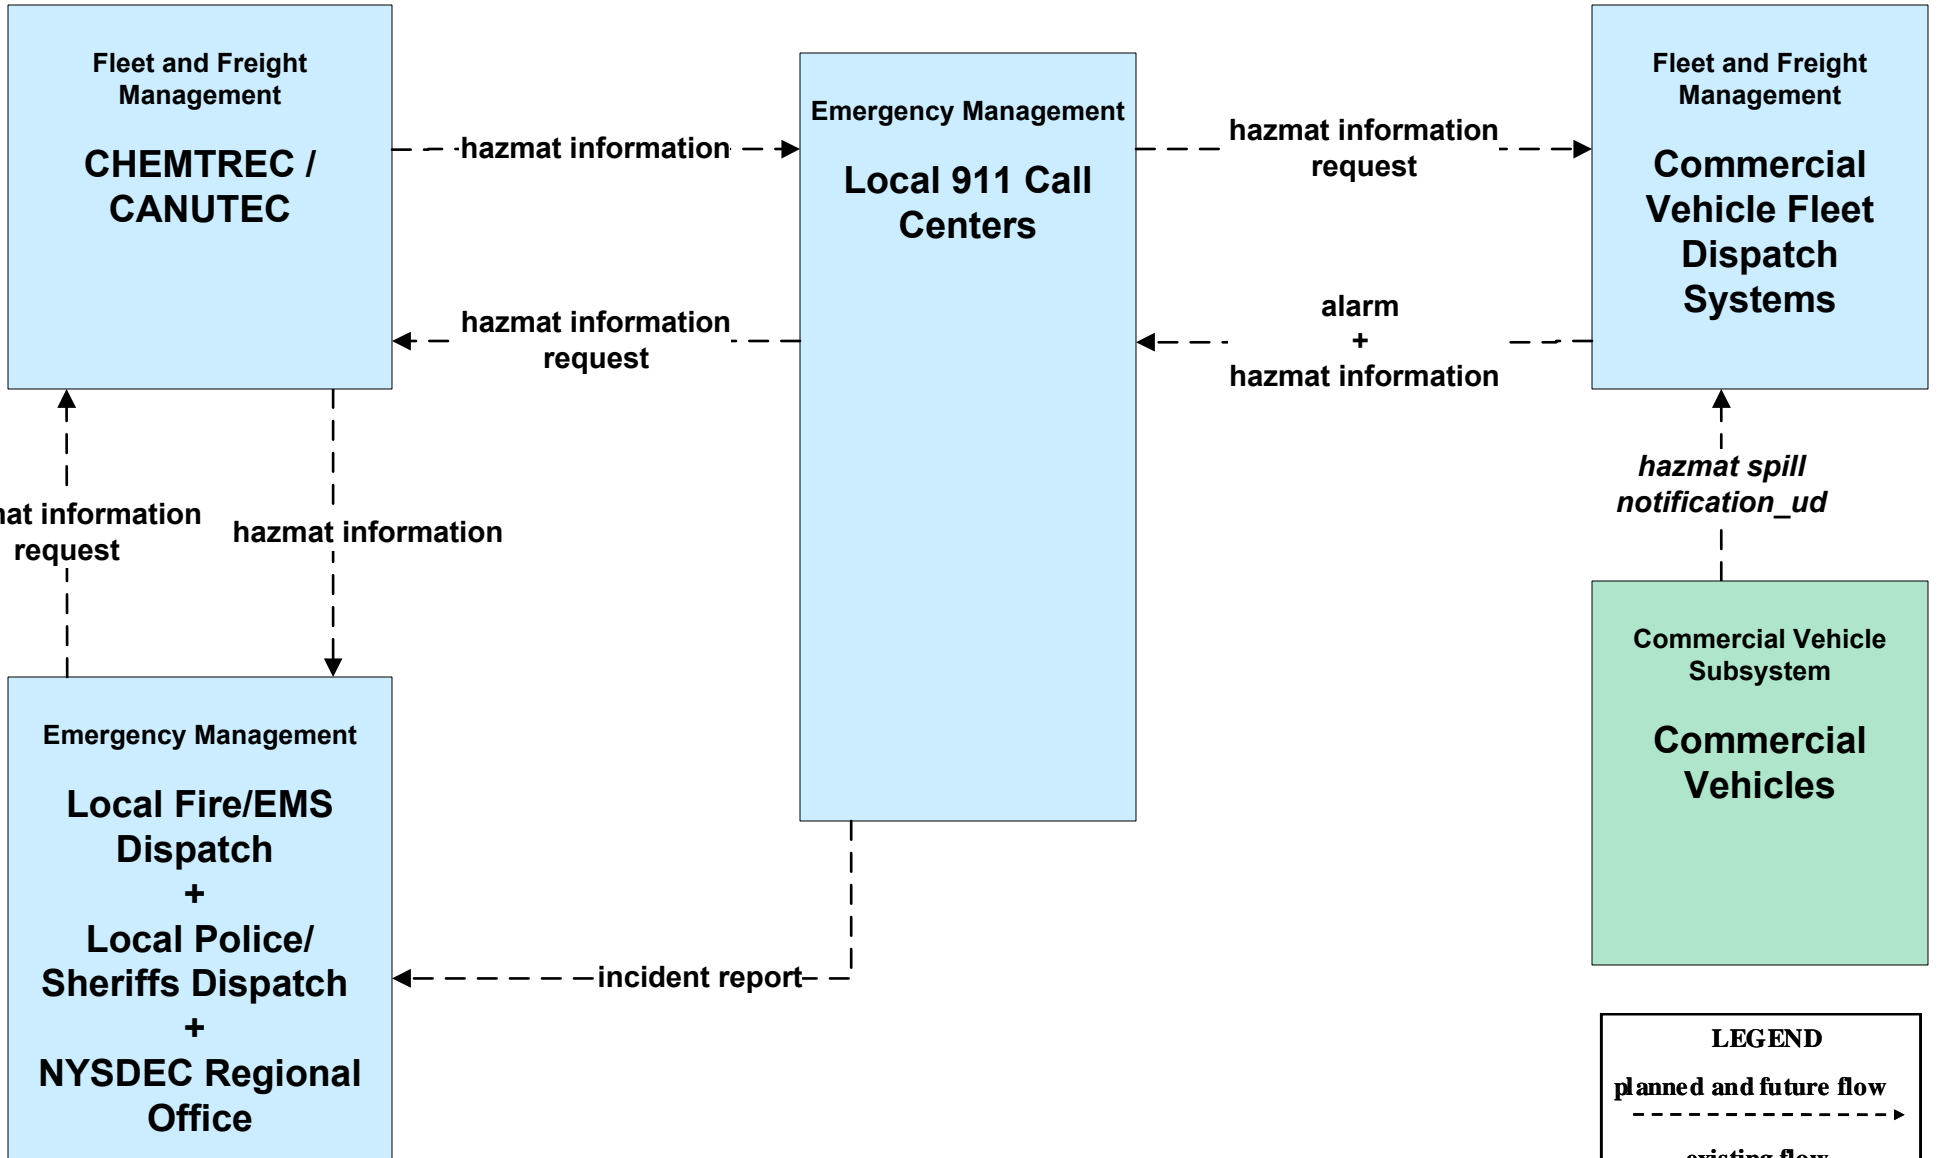 Fleet and Freight
Management
CHEMTREC /
CANUTEC
hazmat information
Emergency Management
Local 911 Call
Centers
hazmat information
request
Fleet and Freight
Management
Commercial
Vehicle Fleet
Dispatch
Systems
hazmat information
request
alarm
+
hazmat information
hazmat spill
notification_ud
information
request
hazmat information
Commercial Vehicle
Subsystem
Commercial
Vehicles
Emergency Management
Local Fire/EMS
Dispatch
+
Local Police/
Sheriffs Dispatch
+
NYSDEC Regional
Office
incident report
LEGEND
planned and future flow
existing flow